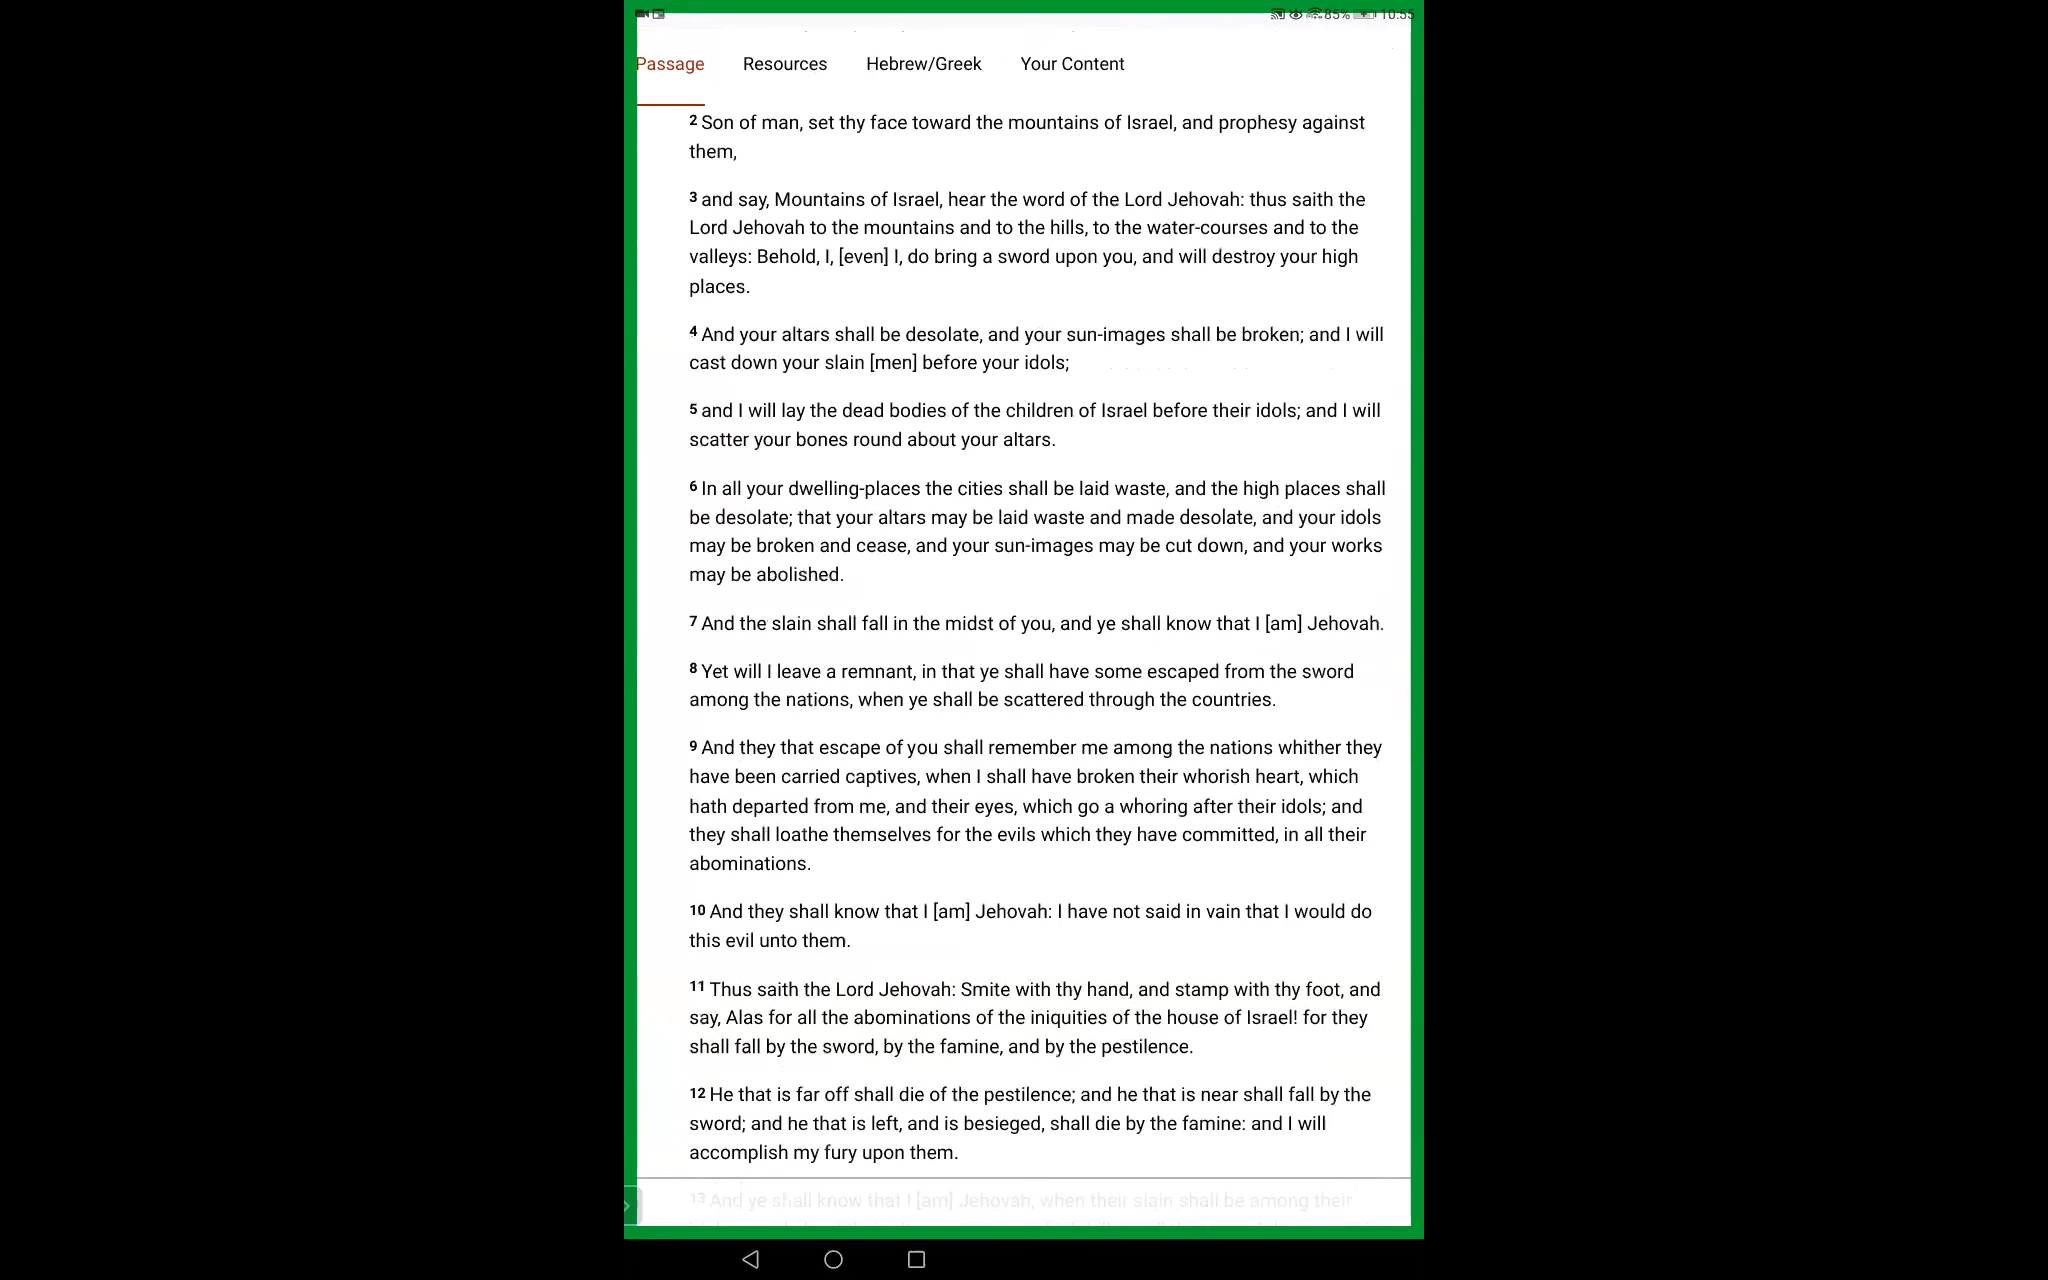 85% 10:55
Passage Resources Hebrew/Greek Your Content
2 Son of man, set thy face toward the mountains of Israel, and prophesy against
them,
3 and say, Mountains of Israel, hear the word of the Lord Jehovah: thus saith the
Lord Jehovah to the mountains and to the hills, to the water-courses and to the
valleys: Behold, I, [even] I, do bring a sword upon you, and will destroy your high
places.
4 And your altars shall be desolate, and your sun-images shall be broken; and I will
cast down your slain [men] before your idols;
5 and I will lay the dead bodies of the children of Israel before their idols; and I will
scatter your bones round about your altars.
6 In all your dwelling-places the cities shall be laid waste, and the high places shall
be desolate; that your altars may be laid waste and made desolate, and your idols
may be broken and cease, and your sun-images may be cut down, and your works
may be abolished.
7 And the slain shall fall in the midst of you, and ye shall know that I [am] Jehovah.
8 Yet will I leave a remnant, in that ye shall have some escaped from the sword
among the nations, when ye shall be scattered through the countries.
9 And they that escape of you shall remember me among the nations whither they
have been carried captives, when I shall have broken their whorish heart, which
hath departed from me, and their eyes, which go a whoring after their idols; and
they shall loathe themselves for the evils which they have committed, in all their
abominations.
10 And they shall know that I [am] Jehovah: I have not said in vain that I would do
this evil unto them.
11 Thus saith the Lord Jehovah: Smite with thy hand, and stamp with thy foot, and
say, Alas for all the abominations of the iniquities of the house of Israel! for they
shall fall by the sword, by the famine, and by the pestilence.
12 He that is far off shall die of the pestilence; and he that is near shall fall by the
sword; and he that is left, and is besieged, shall die by the famine: and I will
accomplish my fury upon them.
13 And ye shall know that I [am] Jehovah, when their slain shall be among their